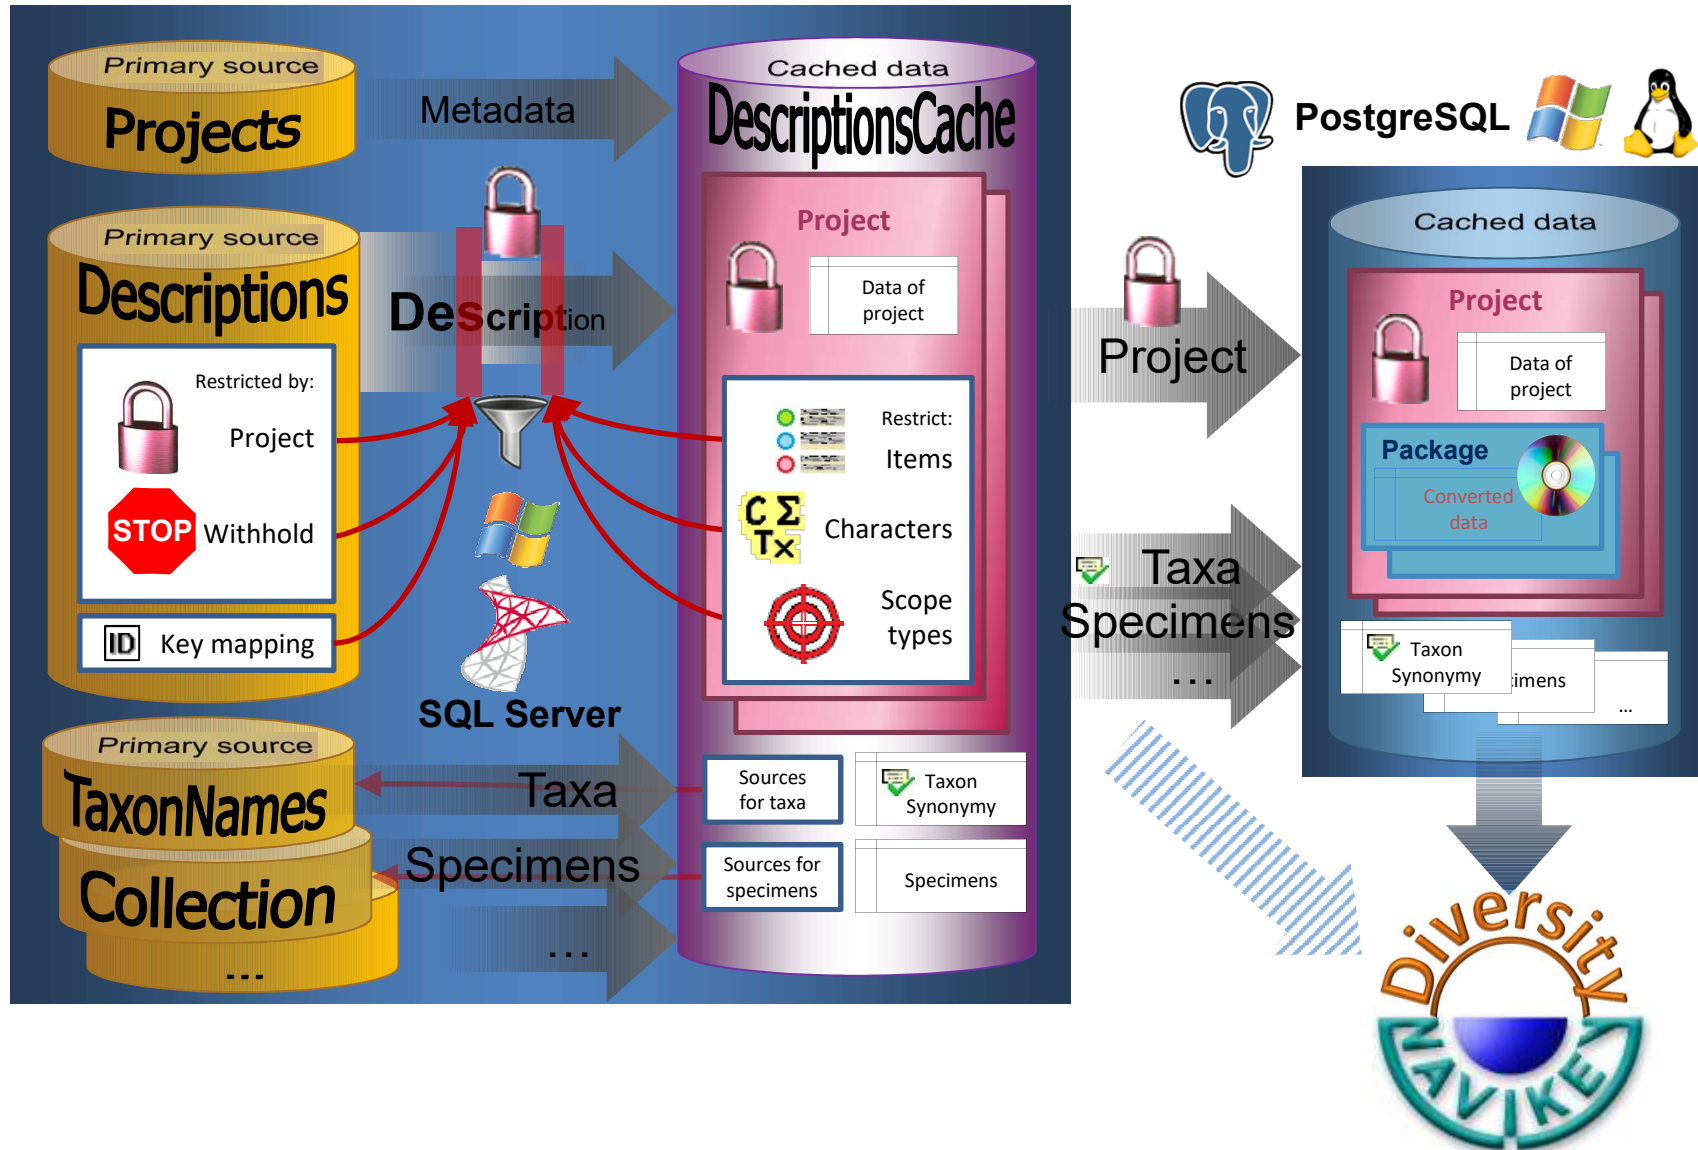 Primary source
Projects
Metadata
Cached data
DescriptionsCache
PostgreSQL
Primary source
Descriptions
Restricted by:
Project
STOP Withhold
ID Key mapping
Description
SQL Server
Project
Data of
project
Restrict:
Items
C Σ
T x
Characters
Scope
types
Primary source
TaxonNames
Collection
...
Taxa
Specimens
...
Sources
for taxa
Taxon
Synonymy
Sources for
specimens
Specimens
Project
Taxa
Specimens
...
Cached data
Project
Data of
project
Package
Converted
data
Taxon
Synonymy
imens
...
Diversity
NAVIKEY